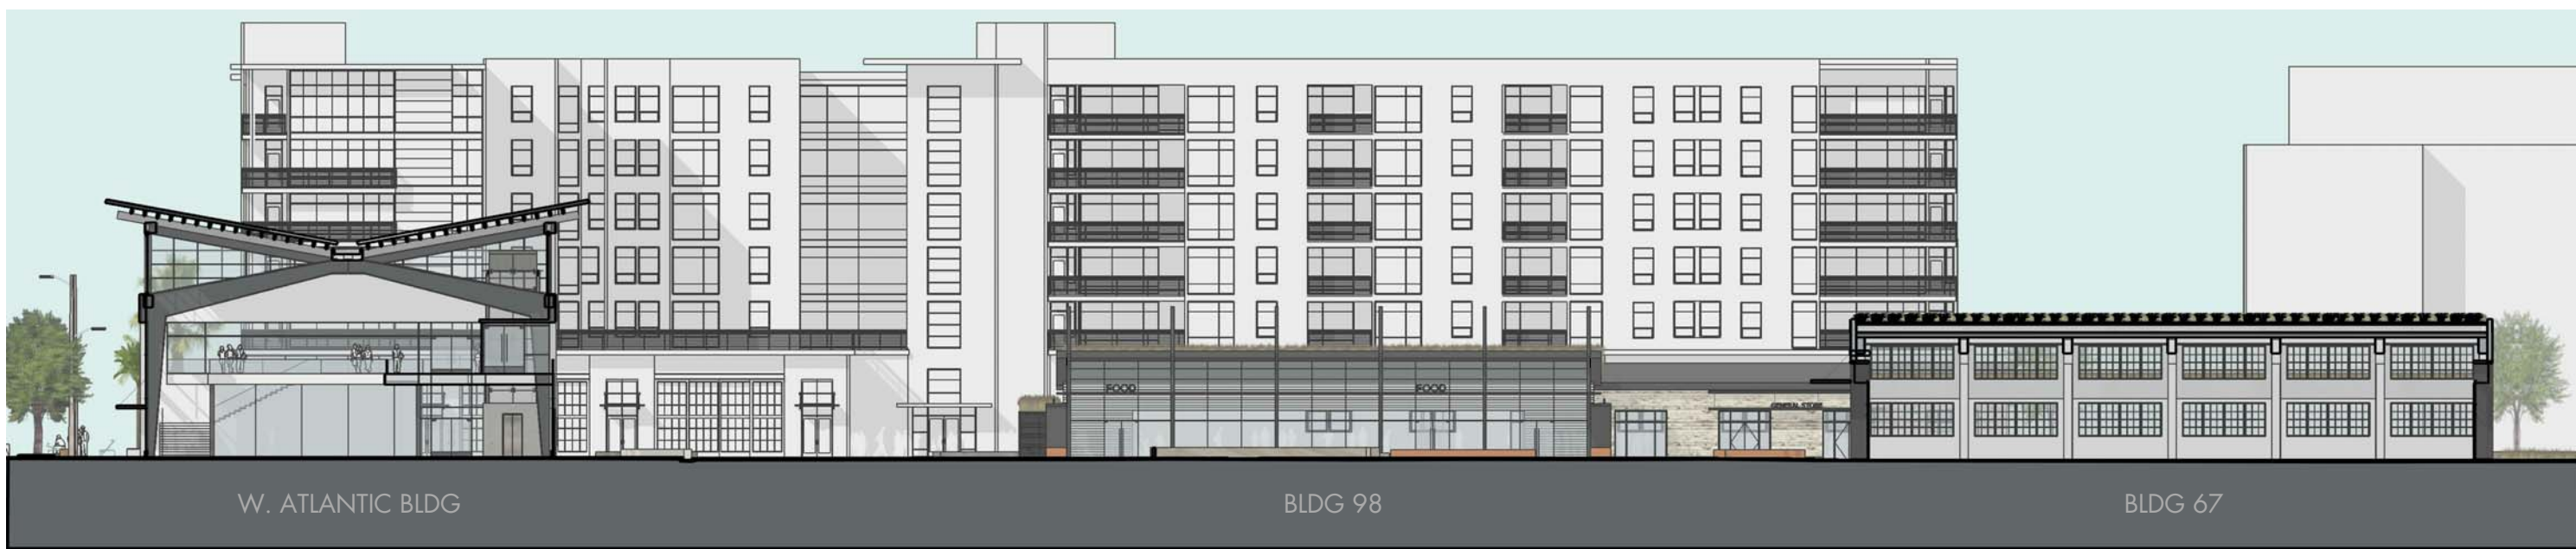 FOOD
FOOD
GENERAL STORE
W. ATLANTIC BLDG
BLDG 98
BLDG 67